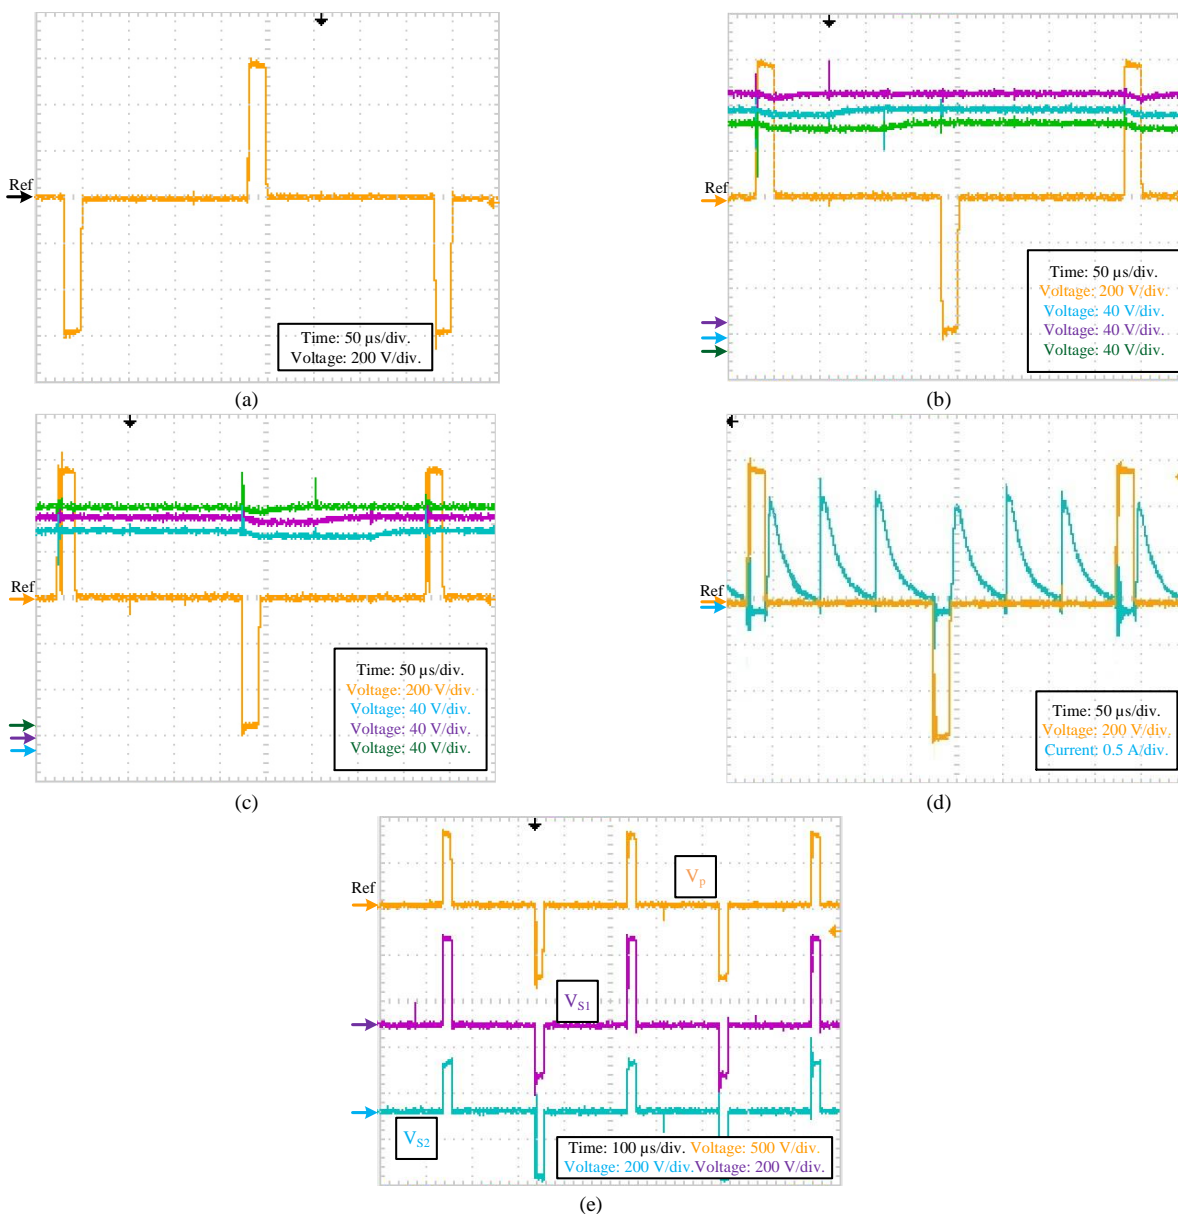 Ref
Time: 50 µs/div.
Voltage: 200 V/div.
(a)
Ref
Time: 50 µs/div.
Voltage: 200 V/div.
Voltage: 40 V/div.
Voltage: 40 V/div.
Voltage: 40 V/div.
(b)
Ref
Time: 50 µs/div.
Voltage: 200 V/div.
Voltage: 40 V/div.
Voltage: 40 V/div.
Voltage: 40 V/div.
(c)
Ref
Time: 50 µs/div.
Voltage: 200 V/div.
Current: 0.5 A/div.
(d)
Ref
Vp
VS1
VS2
Time: 100 µs/div. Voltage: 500 V/div.
Voltage: 200 V/div. Voltage: 200 V/div.
(e)